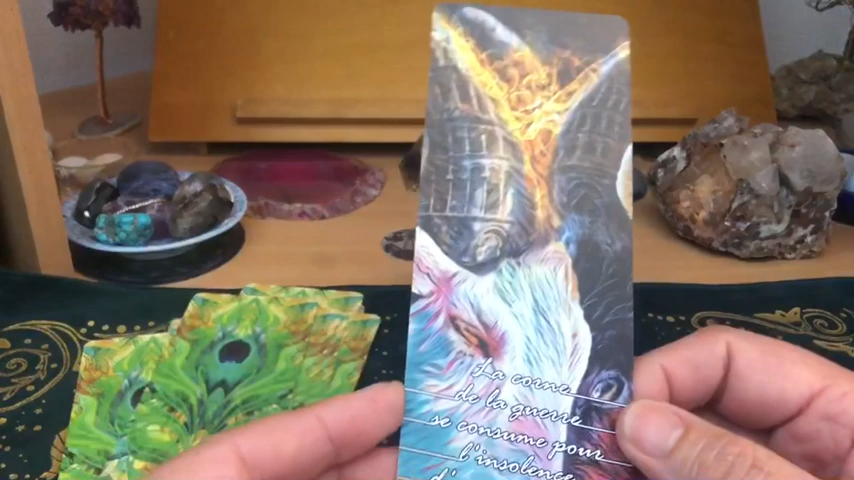 La corne
de la guerre
se consume pour
l'insolence
d'